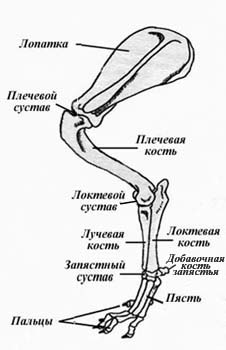 Лопатка
Плечевой
сустав
Плечевая
кость
Локтевой
сустав
Лучевая
кость
Локтевая
кость
Добавочная
кость
запястья
Запястный
сустав
Пясть
Пальцы